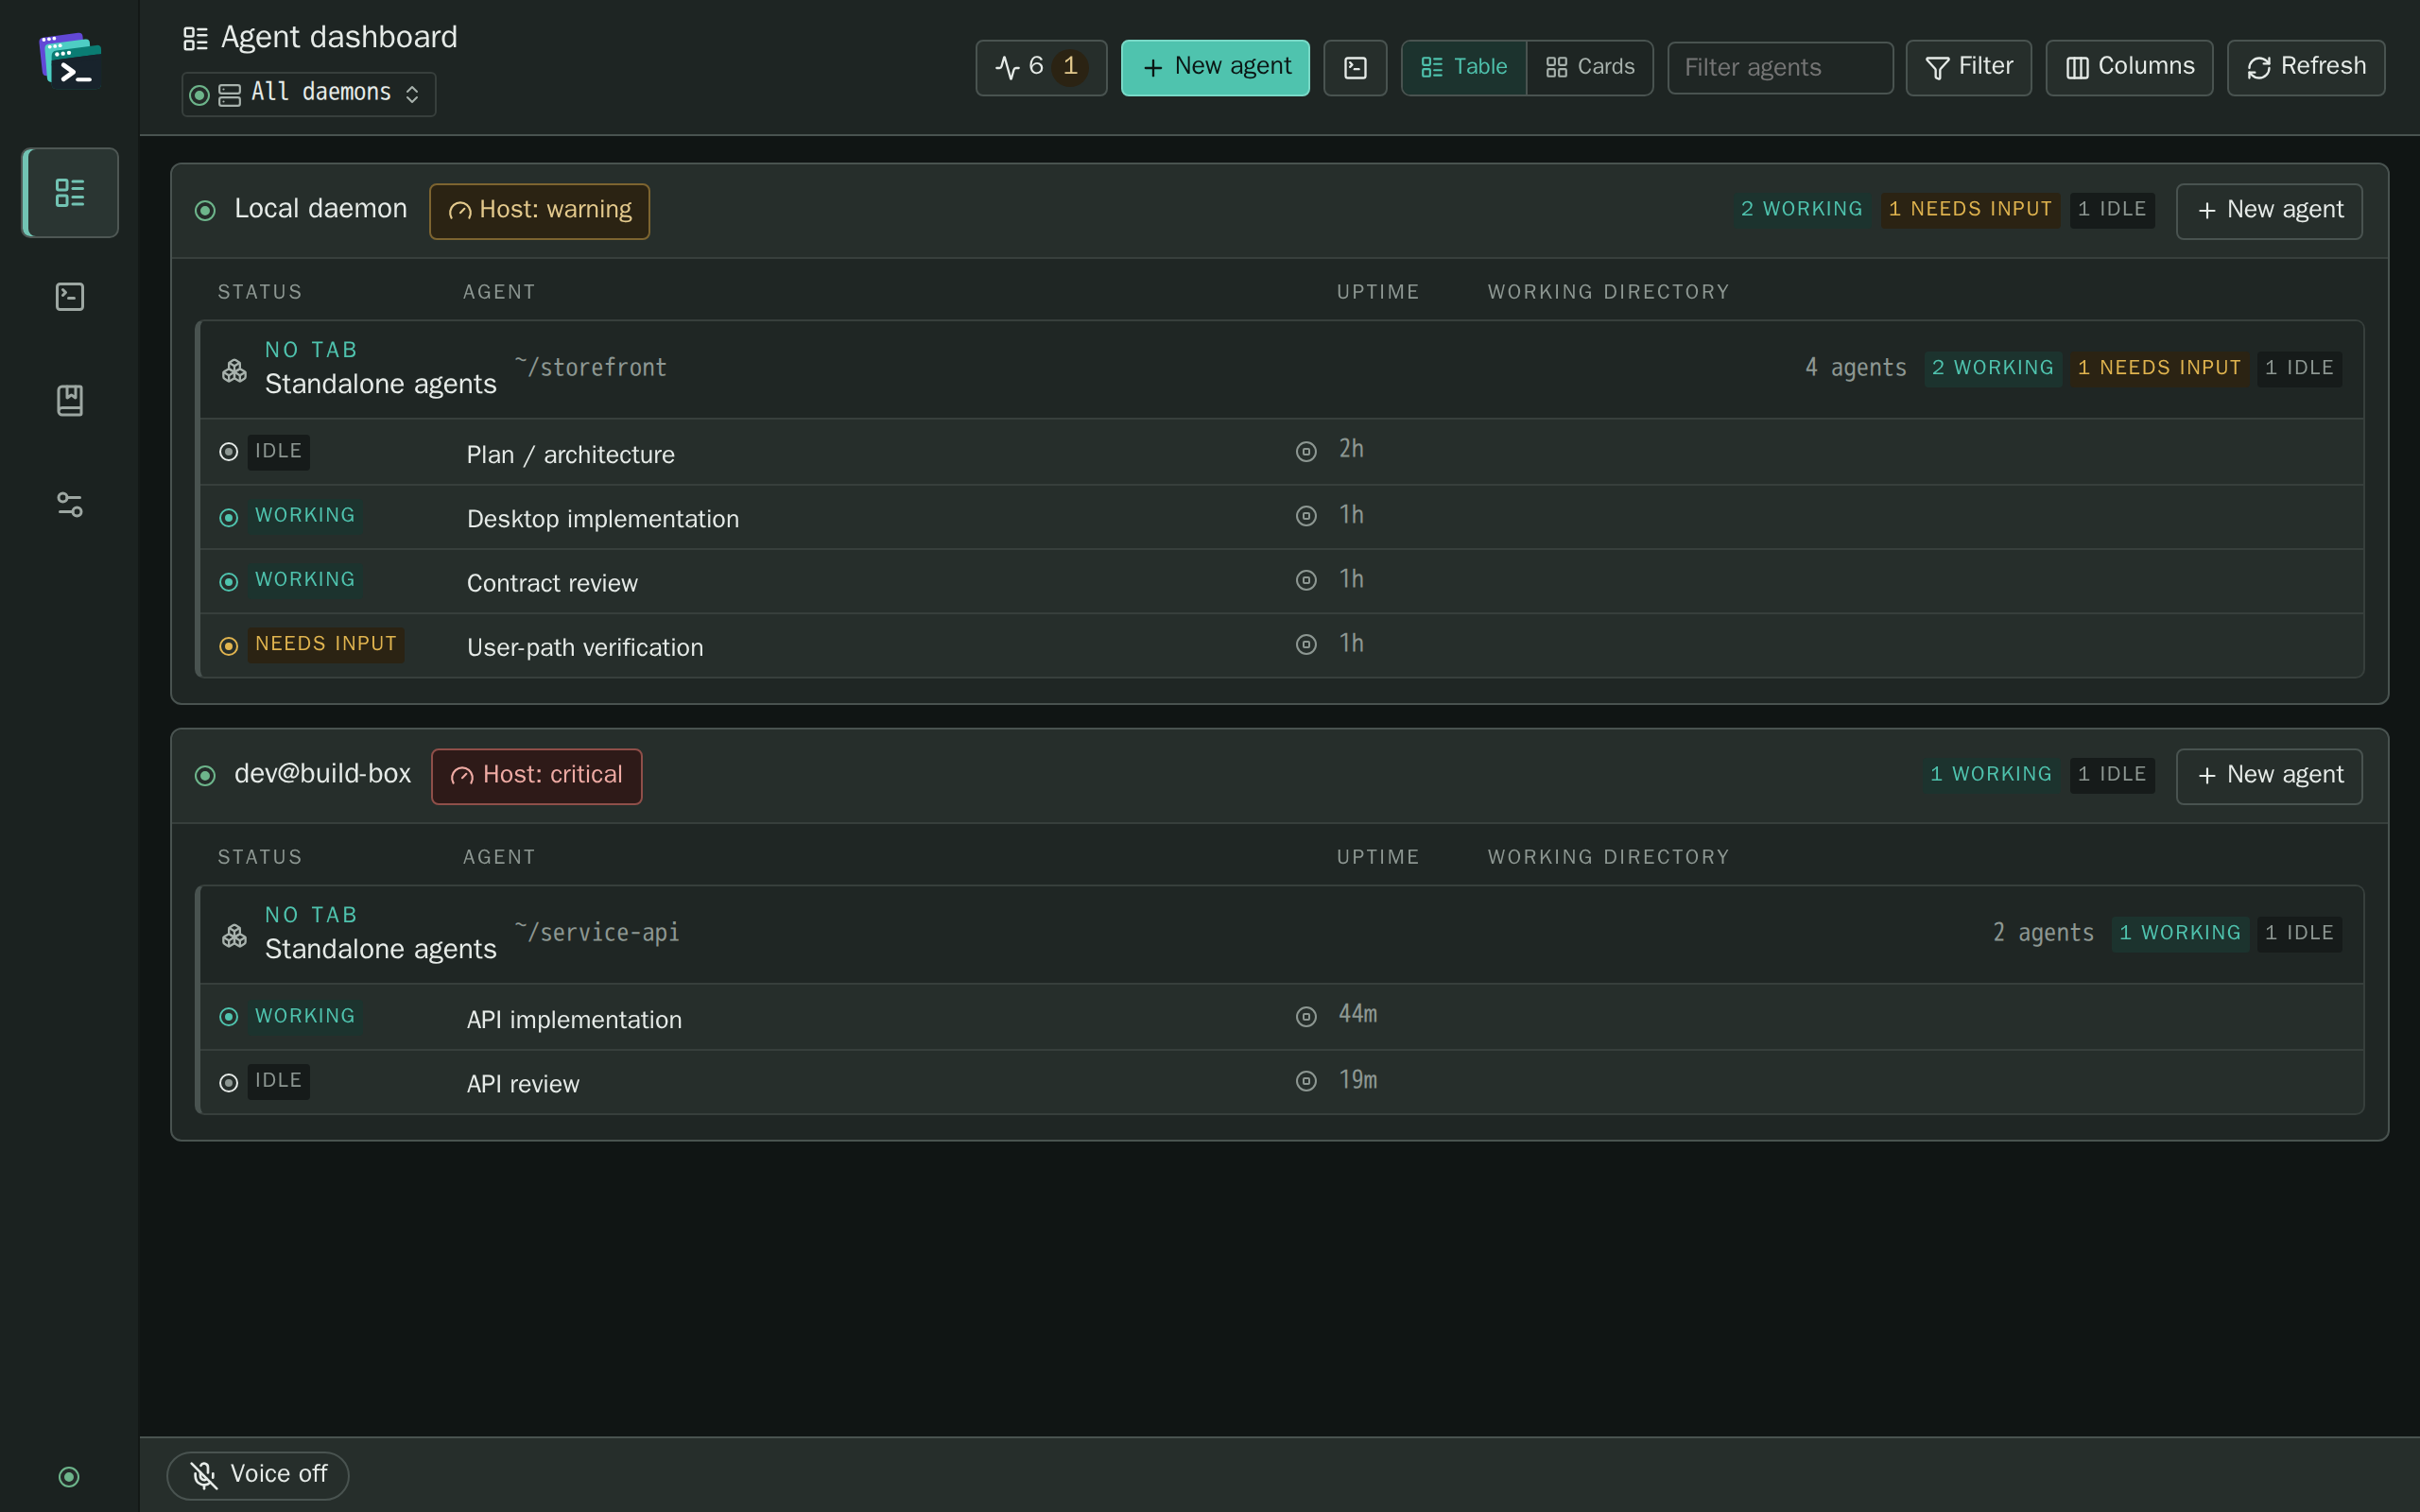 Agent dashboard
All daemons
6 1
New agent
Table
Cards
Filter agents
Filter
Columns
Refresh
Local daemon
Host: warning
2 WORKING
1 NEEDS INPUT
1 IDLE
New agent
STATUS
AGENT
UPTIME
WORKING DIRECTORY
NO TAB
Standalone agents
~/storefront
4 agents
2 WORKING
1 NEEDS INPUT
1 IDLE
IDLE
Plan / architecture
2h
WORKING
Desktop implementation
1h
WORKING
Contract review
1h
NEEDS INPUT
User-path verification
1h
dev@build-box
Host: critical
1 WORKING
1 IDLE
New agent
STATUS
AGENT
UPTIME
WORKING DIRECTORY
NO TAB
Standalone agents
~/service-api
2 agents
1 WORKING
1 IDLE
WORKING
API implementation
44m
IDLE
API review
19m
Voice off